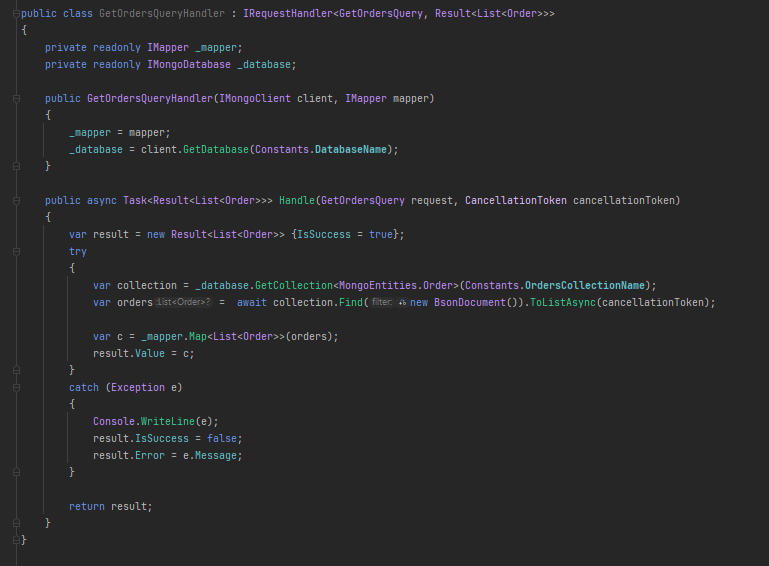 public class GetOrdersQueryHandler : IRequestHandler<GetOrdersQuery, Result<List<Order>>>
{
    private readonly IMapper _mapper;
    private readonly IMongoDatabase _database;

    public GetOrdersQueryHandler(IMongoClient client, IMapper mapper)
    {
        _mapper = mapper;
        _database = client.GetDatabase(Constants.DatabaseName);
    }

    public async Task<Result<List<Order>>> Handle(GetOrdersQuery request, CancellationToken cancellationToken)
    {
        var result = new Result<List<Order>> {IsSuccess = true};
        try
        {
            var collection = _database.GetCollection<MongoEntities.Order>(Constants.OrdersCollectionName);
            var orders :List<Order>? = await collection.Find( filter: new BsonDocument()).ToListAsync(cancellationToken);

            var c = _mapper.Map<List<Order>>(orders);
            result.Value = c;
        }
        catch (Exception e)
        {
            Console.WriteLine(e);
            result.IsSuccess = false;
            result.Error = e.Message;
        }

        return result;
    }
}